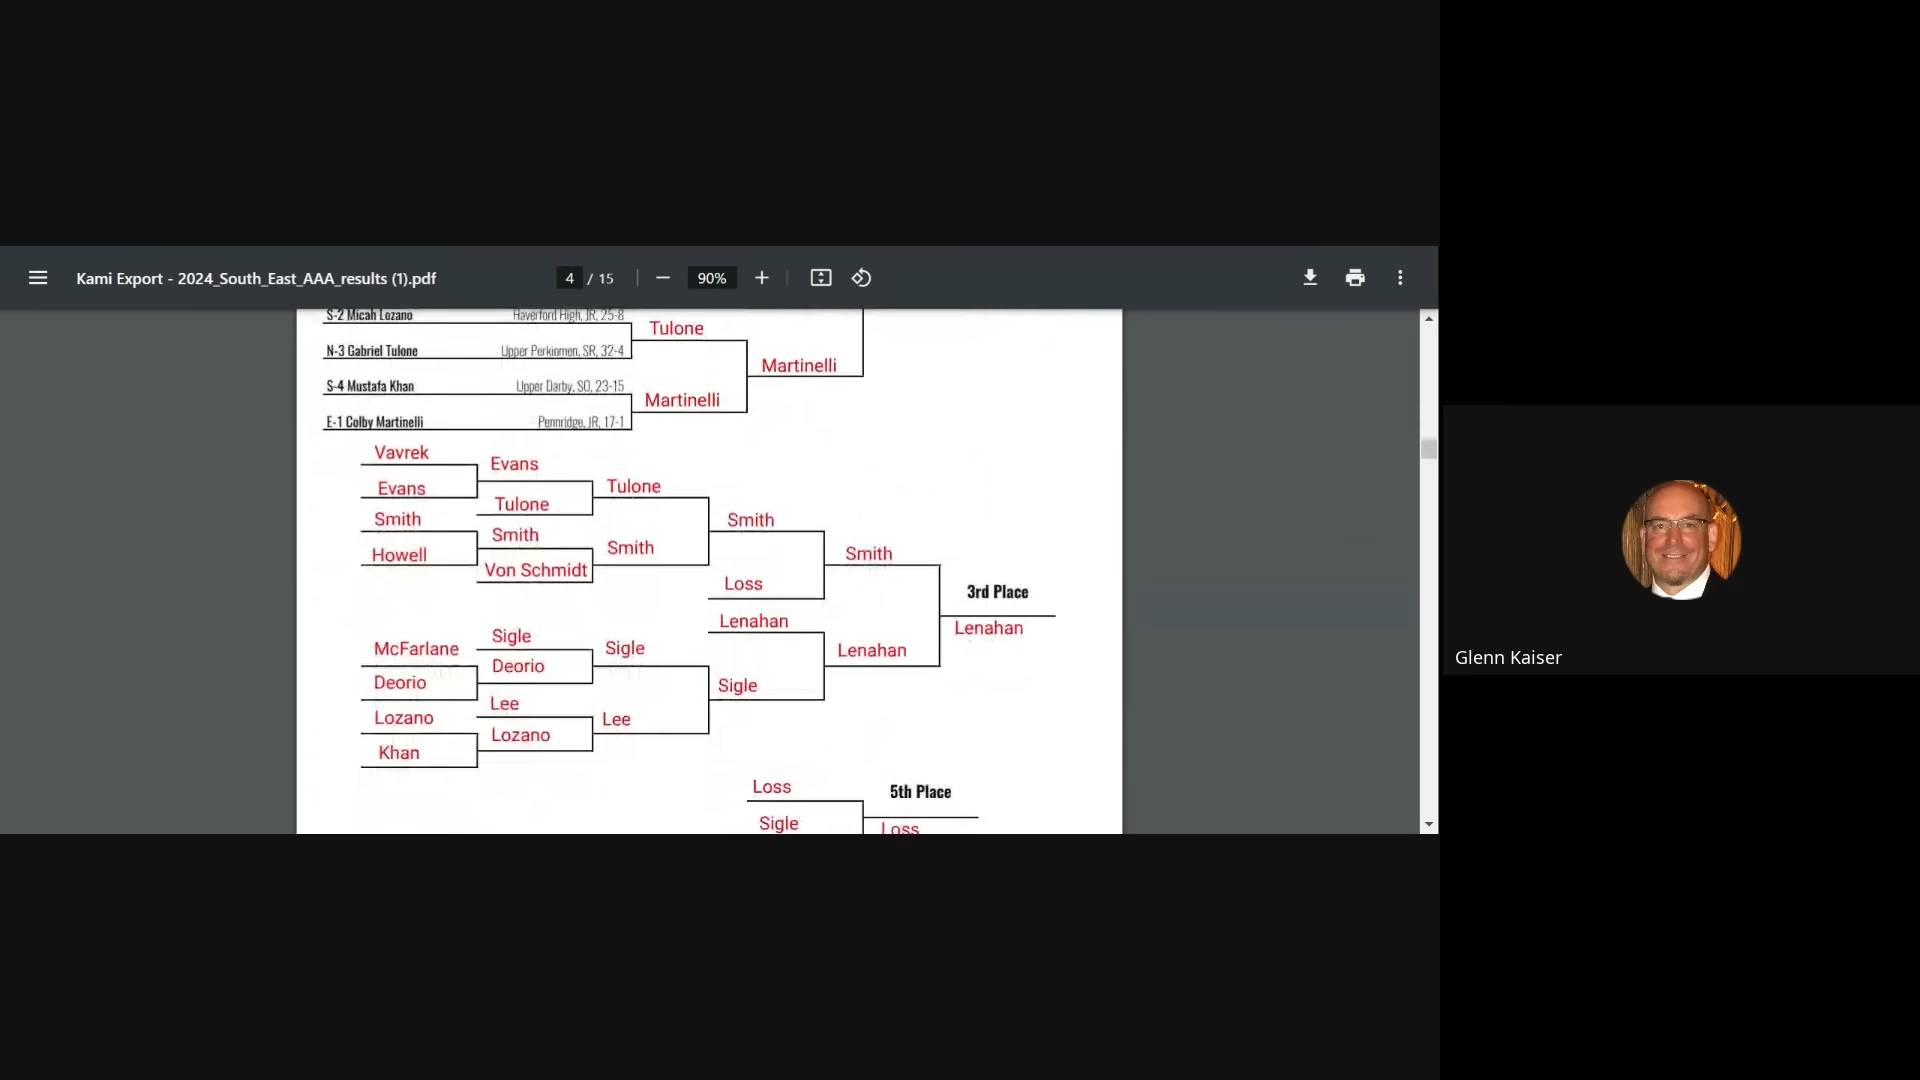 Kami Export - 2024_South_East_AAA_results (1).pdf
4 / 15
90%
S-2 Micah Lozano Haverford High, JR, 25-8
Tulone
N-3 Gabriel Tulone Upper Perkiomen, SR, 32-4
Martinelli
S-4 Mustafa Khan Upper Darby, SO, 23-15
Martinelli
E-1 Colby Martinelli Pennridge, JR, 17-1
Vavrek
Evans
Evans
Tulone
Tulone
Smith
Smith
Smith
Smith
Howell
Smith
Von Schmidt
Loss
3rd Place
Lenahan
Lenahan
Sigle
McFarlane
Sigle
Lenahan
Deorio
Deorio
Sigle
Lee
Lozano
Lee
Lozano
Khan
Loss
5th Place
Sigle
Loss
Glenn Kaiser